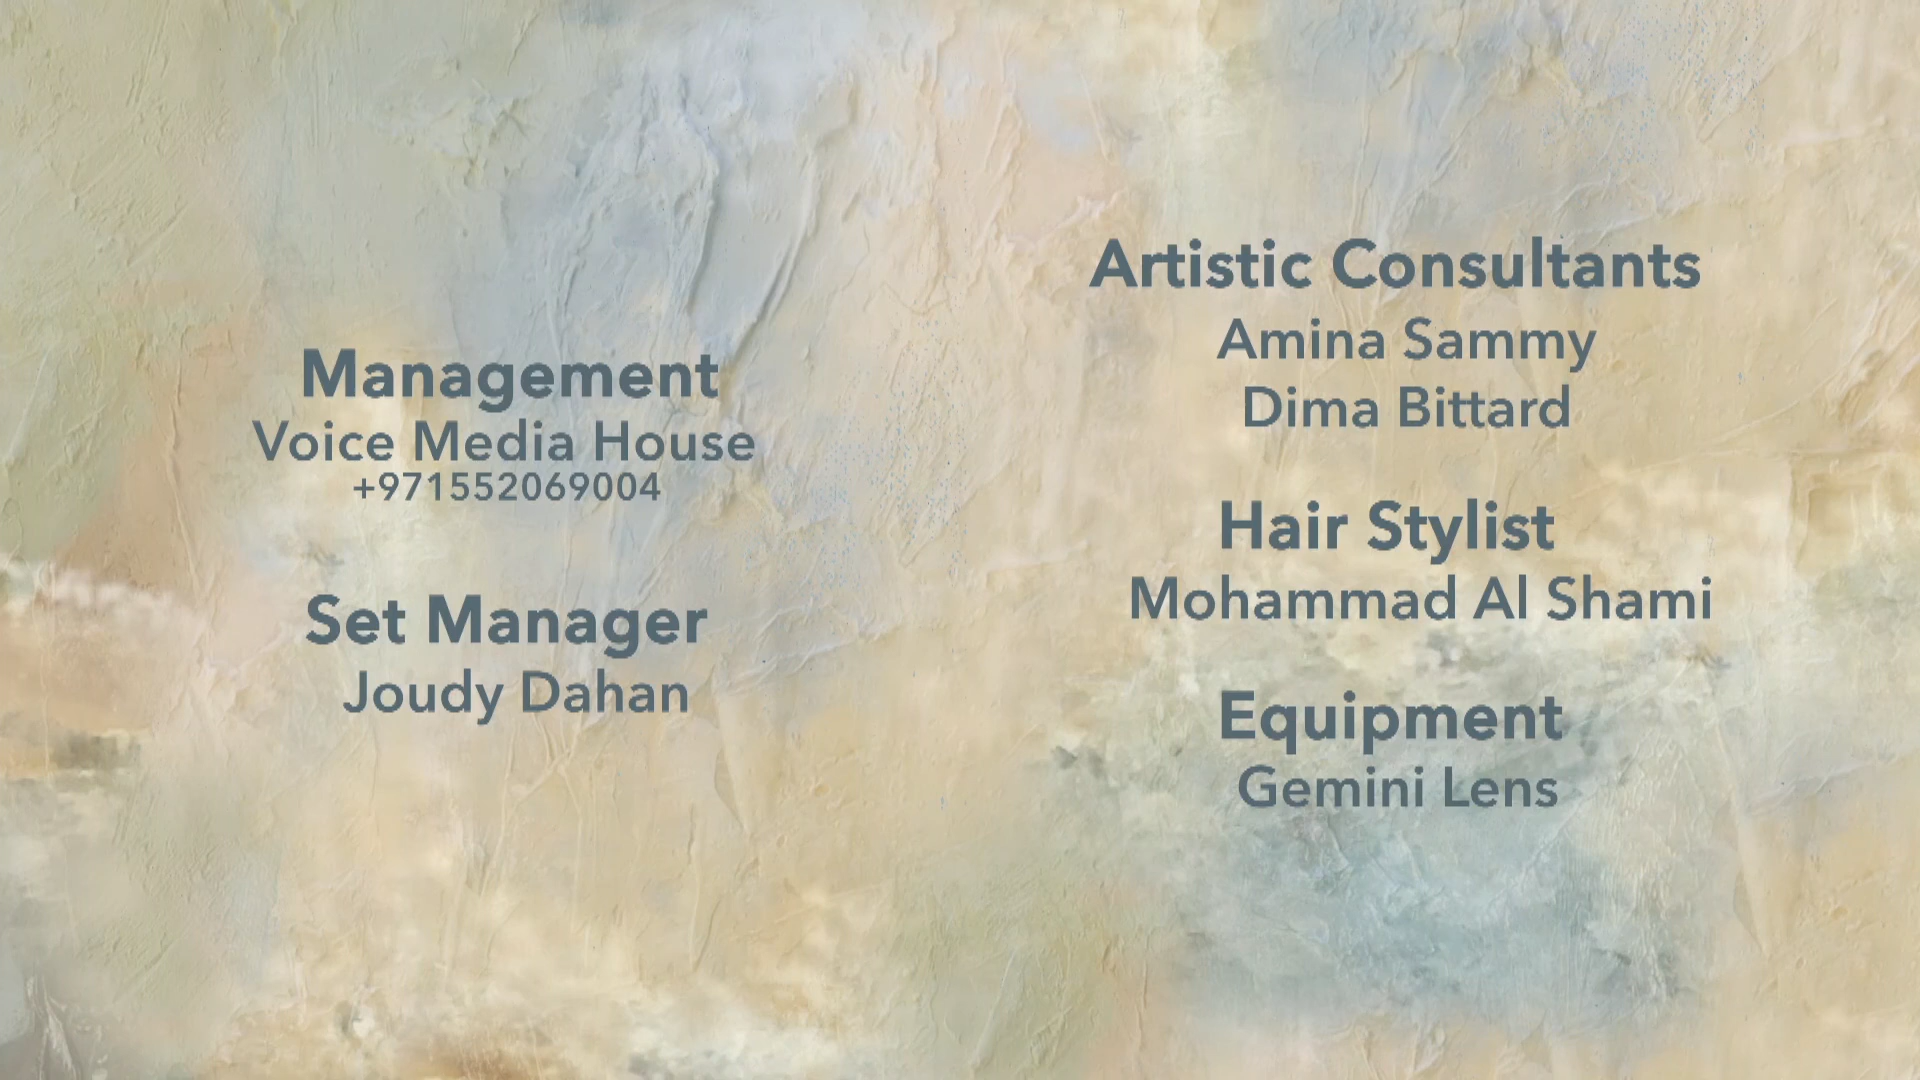 Management
Voice Media House
+971552069004
Set Manager
Joudy Dahan
Artistic Consultants
Amina Sammy
Dima Bittard
Hair Stylist
Mohammad Al Shami
Equipment
Gemini Lens